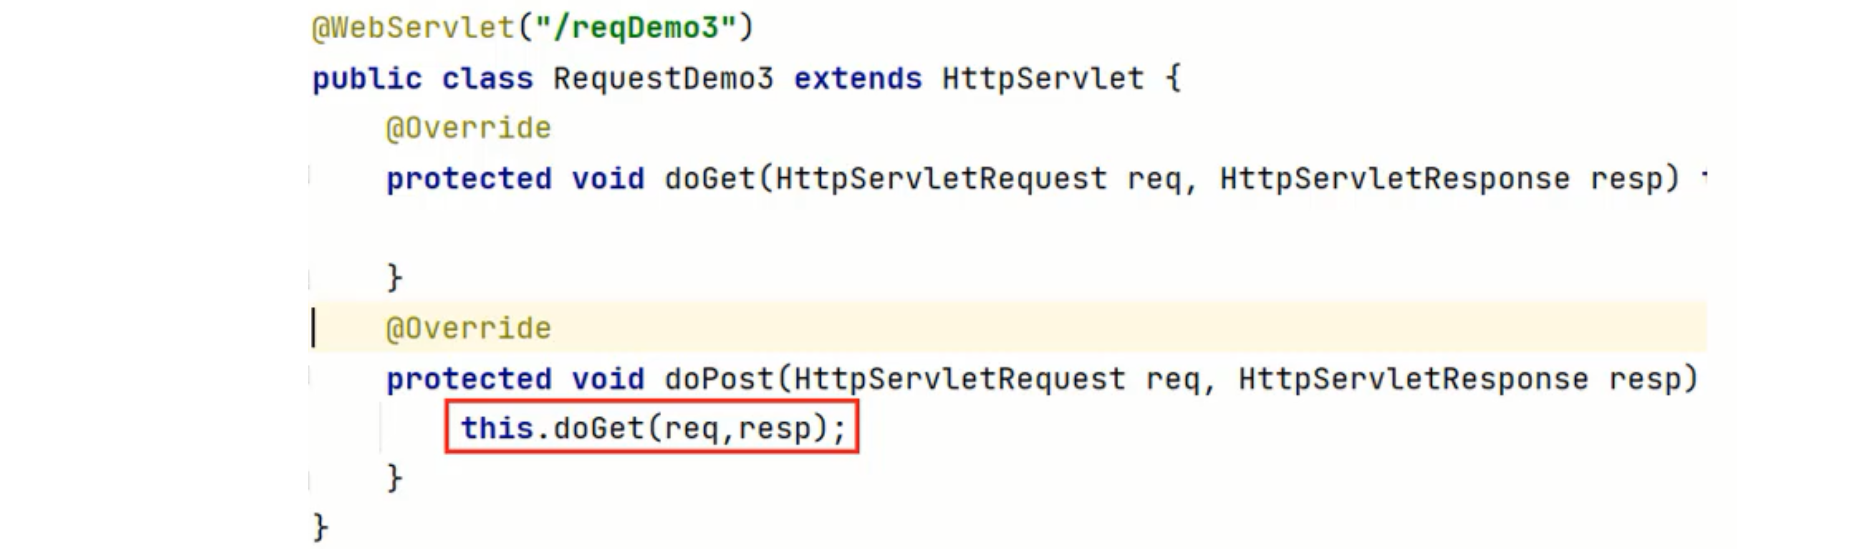 @WebServlet("/reqDemo3")
public class RequestDemo3 extends HttpServlet {
    @Override
    protected void doGet(HttpServletRequest req, HttpServletResponse resp)
    }
    @Override
    protected void doPost(HttpServletRequest req, HttpServletResponse resp)
        this.doGet(req,resp);
    }
}